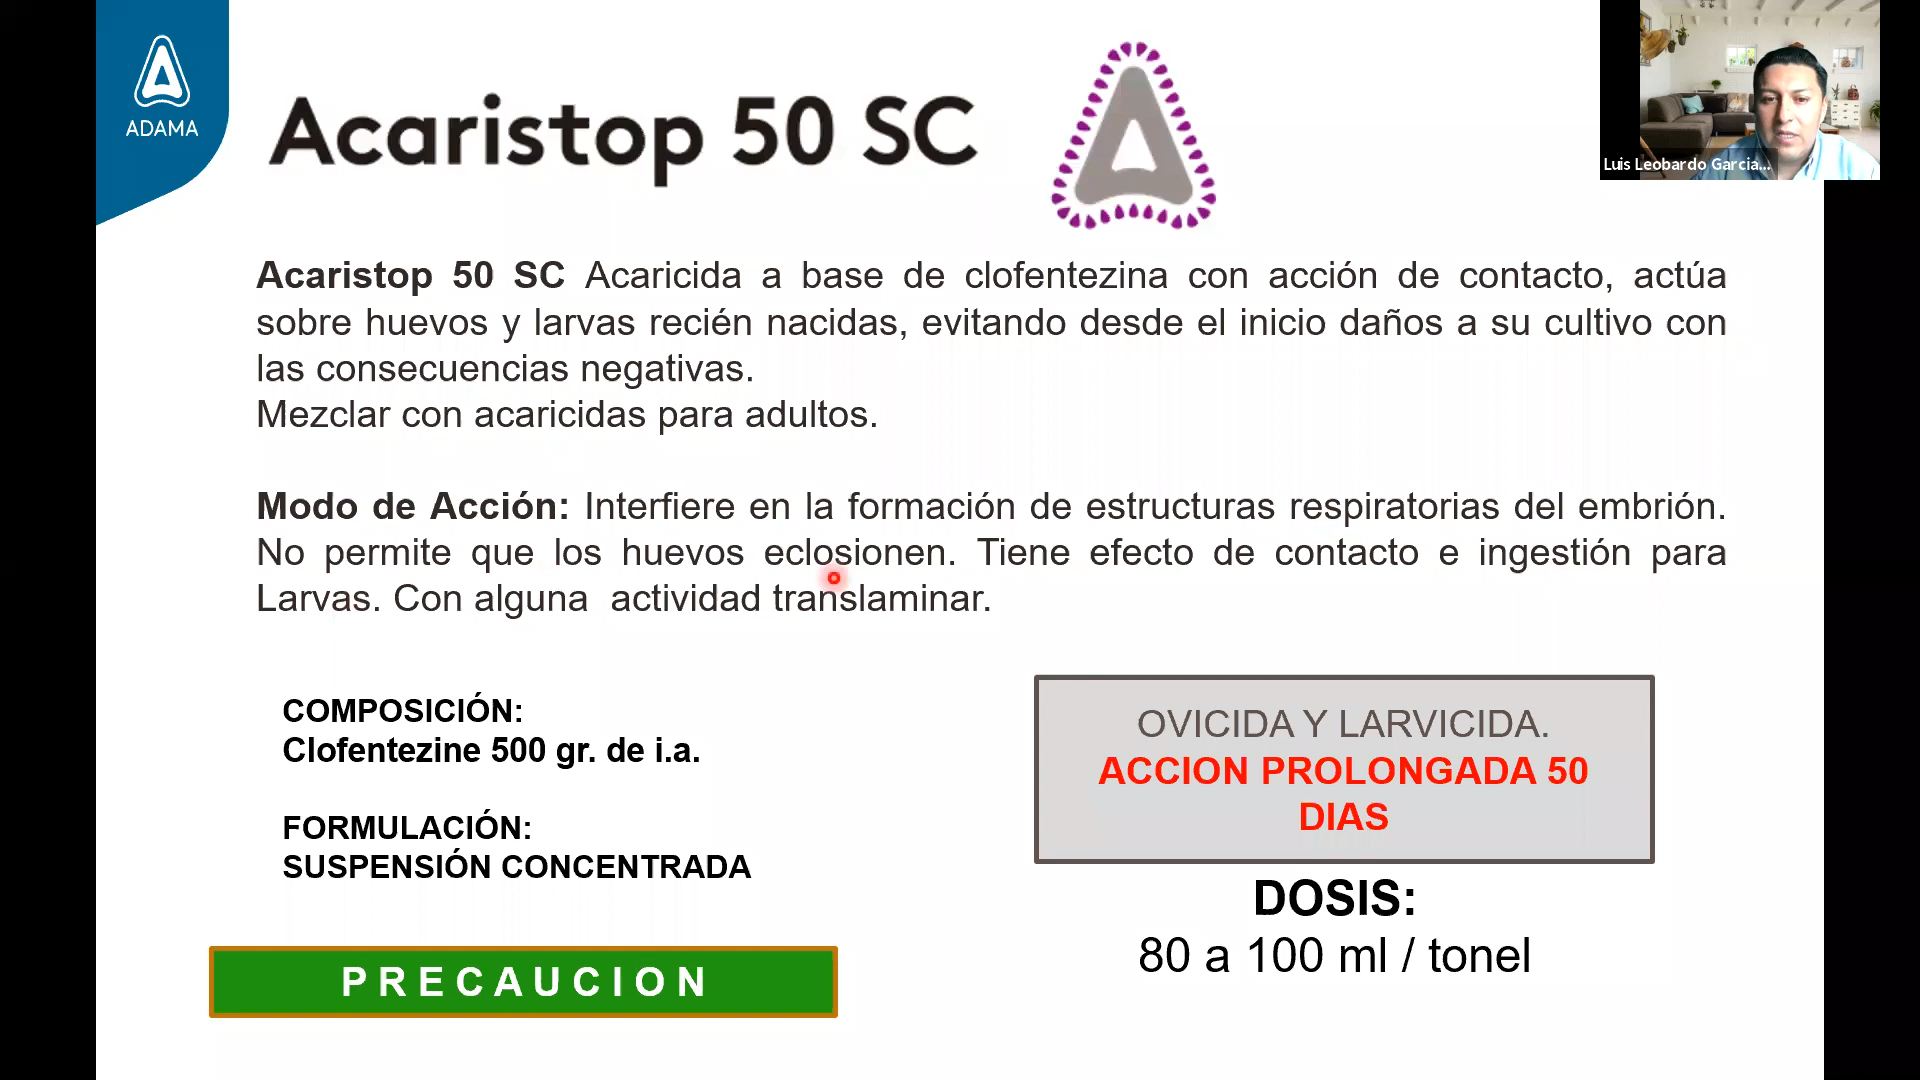 ADAMA
Acaristop 50 SC
Luis Leobardo Garcia...
Acaristop 50 SC Acaricida a base de clofentezina con acción de contacto, actúa
sobre huevos y larvas recién nacidas, evitando desde el inicio daños a su cultivo con
las consecuencias negativas.
Mezclar con acaricidas para adultos.
Modo de Acción: Interfiere en la formación de estructuras respiratorias del embrión.
No permite que los huevos eclosionen. Tiene efecto de contacto e ingestión para
Larvas. Con alguna actividad translaminar.
COMPOSICIÓN:
Clofentezine 500 gr. de i.a.
FORMULACIÓN:
SUSPENSIÓN CONCENTRADA
PRECAUCION
OVICIDA Y LARVICIDA.
ACCION PROLONGADA 50
DIAS
DOSIS:
80 a 100 ml / tonel